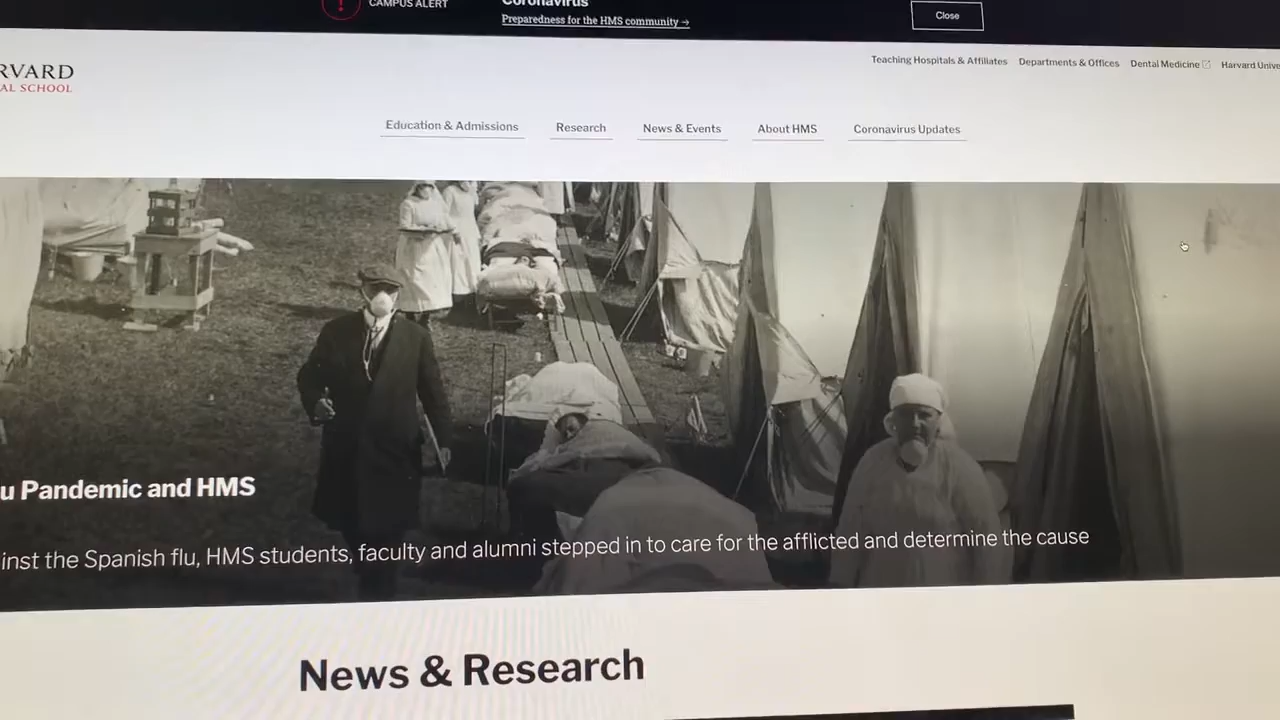 CAMPUS ALERT
Coronavirus
Preparedness for the HMS community →
Close
RVARD
AL SCHOOL
Teaching Hospitals & Affiliates
Departments & Offices
Dental Medicine
Harvard Unive
Education & Admissions
Research
News & Events
About HMS
Coronavirus Updates
u Pandemic and HMS
inst the Spanish flu, HMS students, faculty and alumni stepped in to care for the afflicted and determine the cause
News & Research